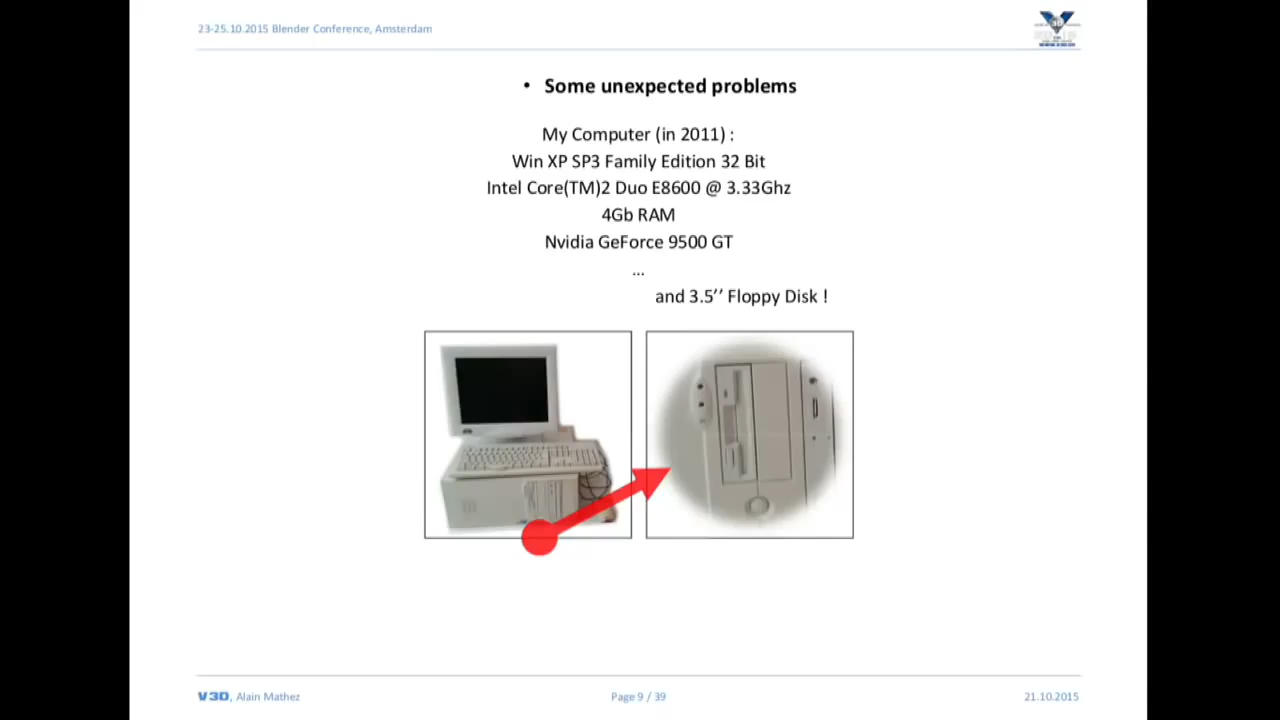 23-25.10.2015 Blender Conference, Amsterdam
• Some unexpected problems
My Computer (in 2011) :
Win XP SP3 Family Edition 32 Bit
Intel Core(TM)2 Duo E8600 @ 3.33Ghz
4Gb RAM
Nvidia GeForce 9500 GT
...
and 3.5’’ Floppy Disk !
V3D, Alain Mathez
Page 9 / 39
21.10.2015